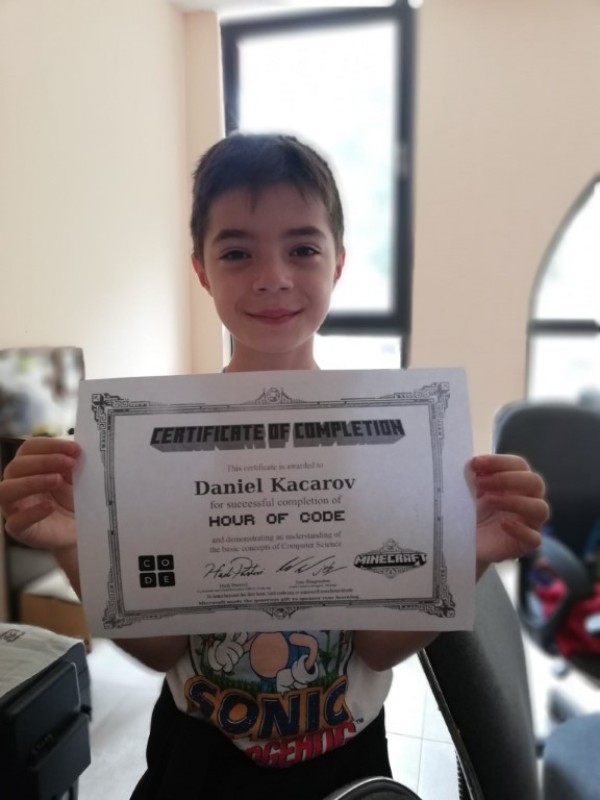 CERTIFICATE OF COMPLETION
This certificate is awarded to
Daniel Kacarov
for successful completion of
HOUR OF CODE
and demonstrating an understanding of
the basic concepts of Computer Science.
CO
DE
MINECRAFT
SONIC
HEDGEHOG